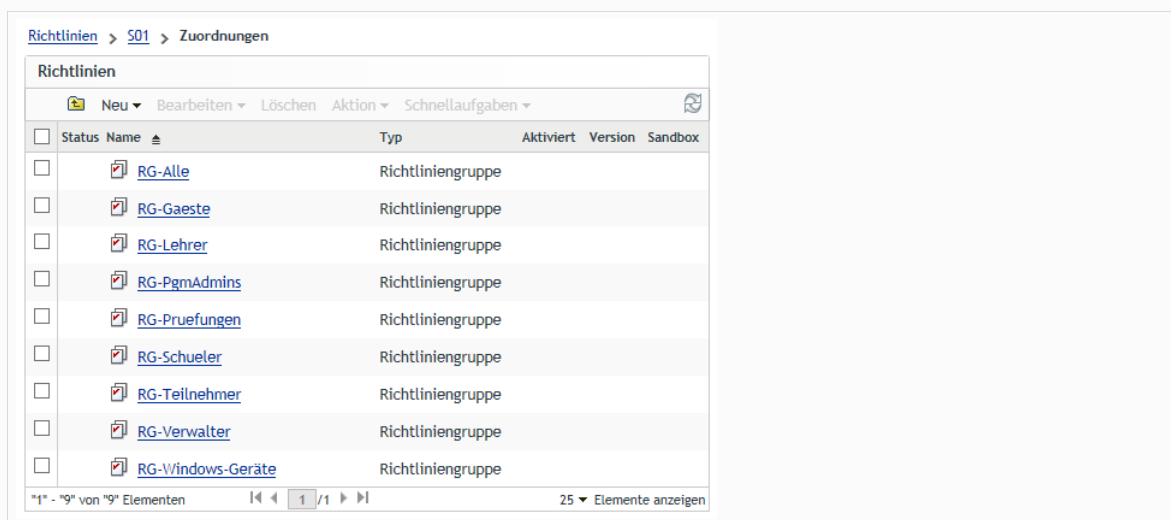 Richtlinien > S01 > Zuordnungen
Richtlinien
Neu Bearbeiten Löschen Aktion Schnellaufgaben
Status Name Typ Aktiviert Version Sandbox
RG-Alle Richtliniengruppe
RG-Gaeste Richtliniengruppe
RG-Lehrer Richtliniengruppe
RG-PgmAdmins Richtliniengruppe
RG-Pruefungen Richtliniengruppe
RG-Schueler Richtliniengruppe
RG-Teilnehmer Richtliniengruppe
RG-Verwalter Richtliniengruppe
RG-Windows-Geräte Richtliniengruppe
"1" - "9" von "9" Elementen 1 /1 25 Elemente anzeigen